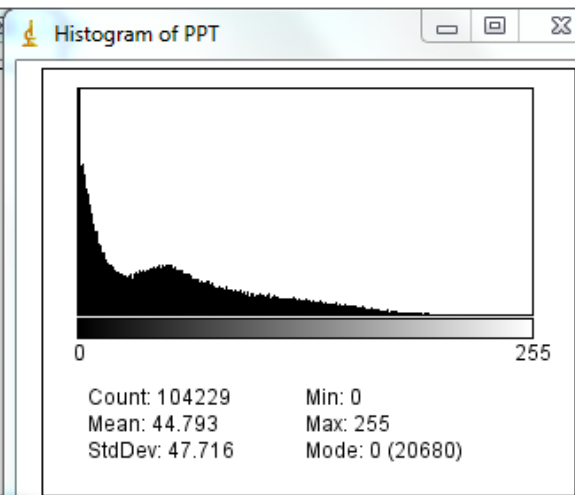 Histogram of PPT
0 255
Count: 104229 Min: 0
Mean: 44.793 Max: 255
StdDev: 47.716 Mode: 0 (20680)